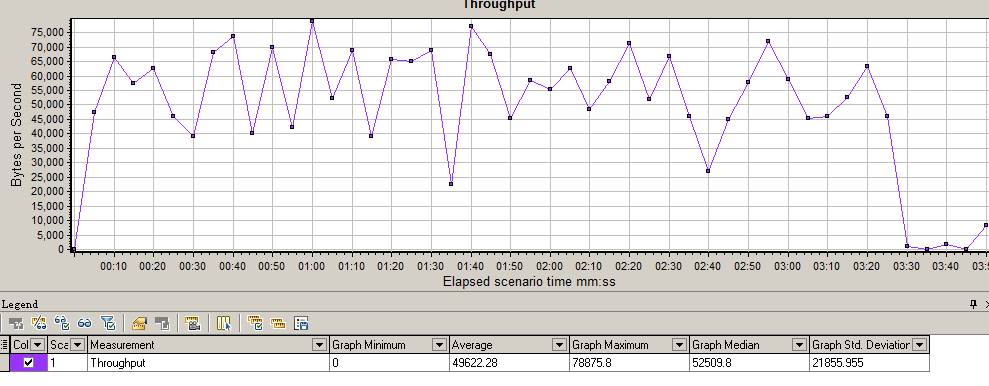 Throughput
75,000
70,000
65,000
60,000
55,000
50,000
45,000
40,000
35,000
30,000
25,000
20,000
15,000
10,000
5,000
0
Bytes per Second
00:10 00:20 00:30 00:40 00:50 01:00 01:10 01:20 01:30 01:40 01:50 02:00 02:10 02:20 02:30 02:40 02:50 03:00 03:10 03:20 03:30 03:40 03:5
Elapsed scenario time mm:ss
Legend
Col Sca Measurement Graph Minimum Average Graph Maximum Graph Median Graph Std. Deviation
1 Throughput 0 49622.28 78875.8 52509.8 21855.955